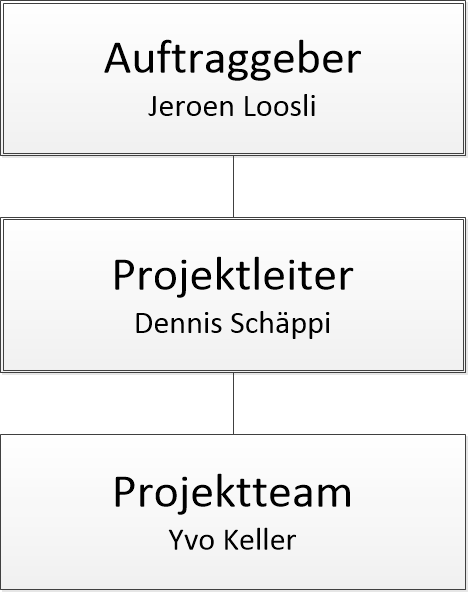 Auftraggeber
Jeroen Loosli
Projektleiter
Dennis Schäppi
Projektteam
Yvo Keller